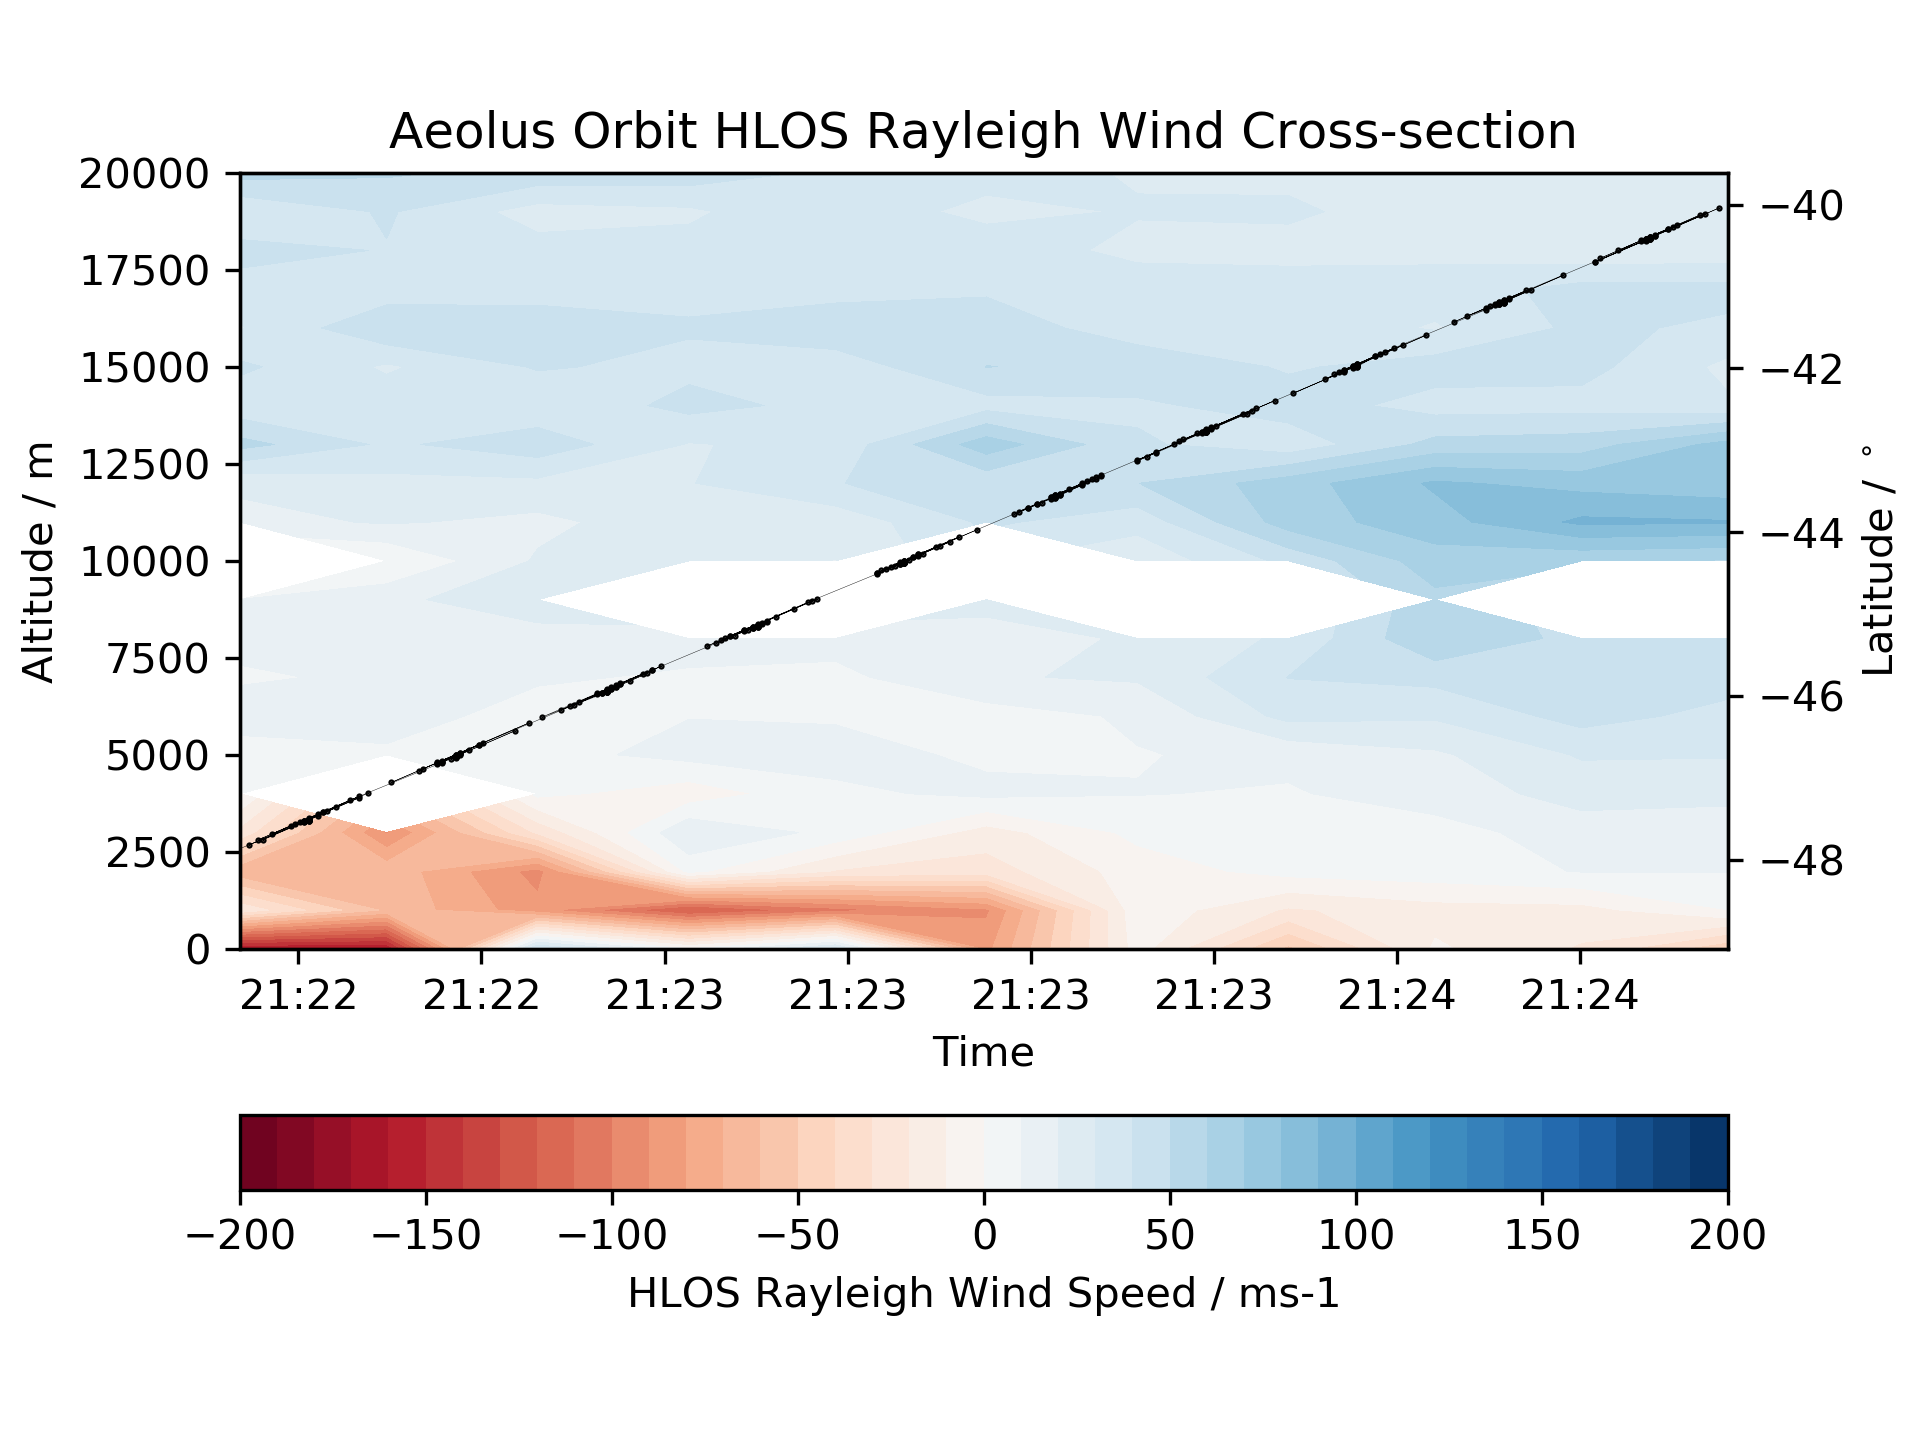 Aeolus Orbit HLOS Rayleigh Wind Cross-section
20000
17500
15000
12500
10000
7500
5000
2500
0
Altitude / m
−40
−42
−44
−46
−48
Latitude / °
21:22 21:22 21:23 21:23 21:23 21:23 21:24 21:24
Time
−200 −150 −100 −50 0 50 100 150 200
HLOS Rayleigh Wind Speed / ms-1